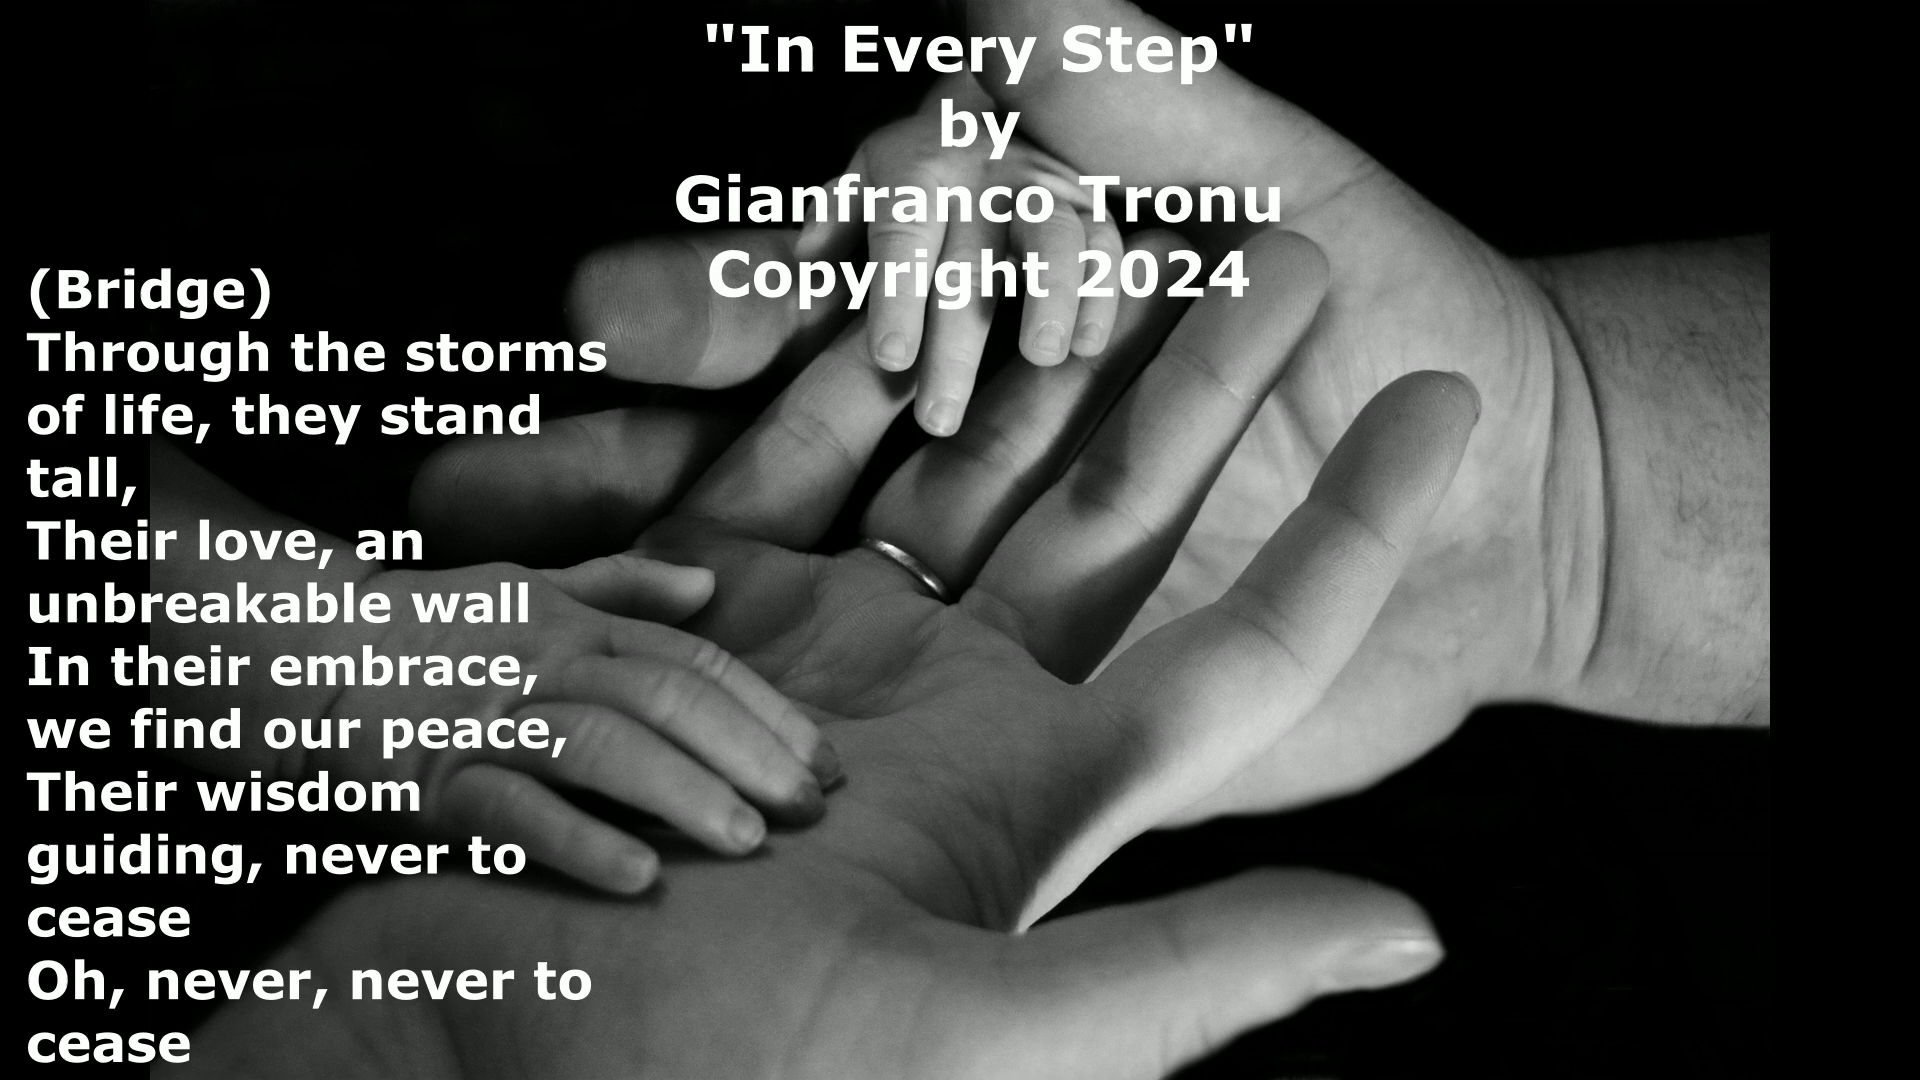 "In Every Step"
by
Gianfranco Tronu
Copyright 2024
(Bridge)
Through the storms
of life, they stand
tall,
Their love, an
unbreakable wall
In their embrace,
we find our peace,
Their wisdom
guiding, never to
cease
Oh, never, never to
cease